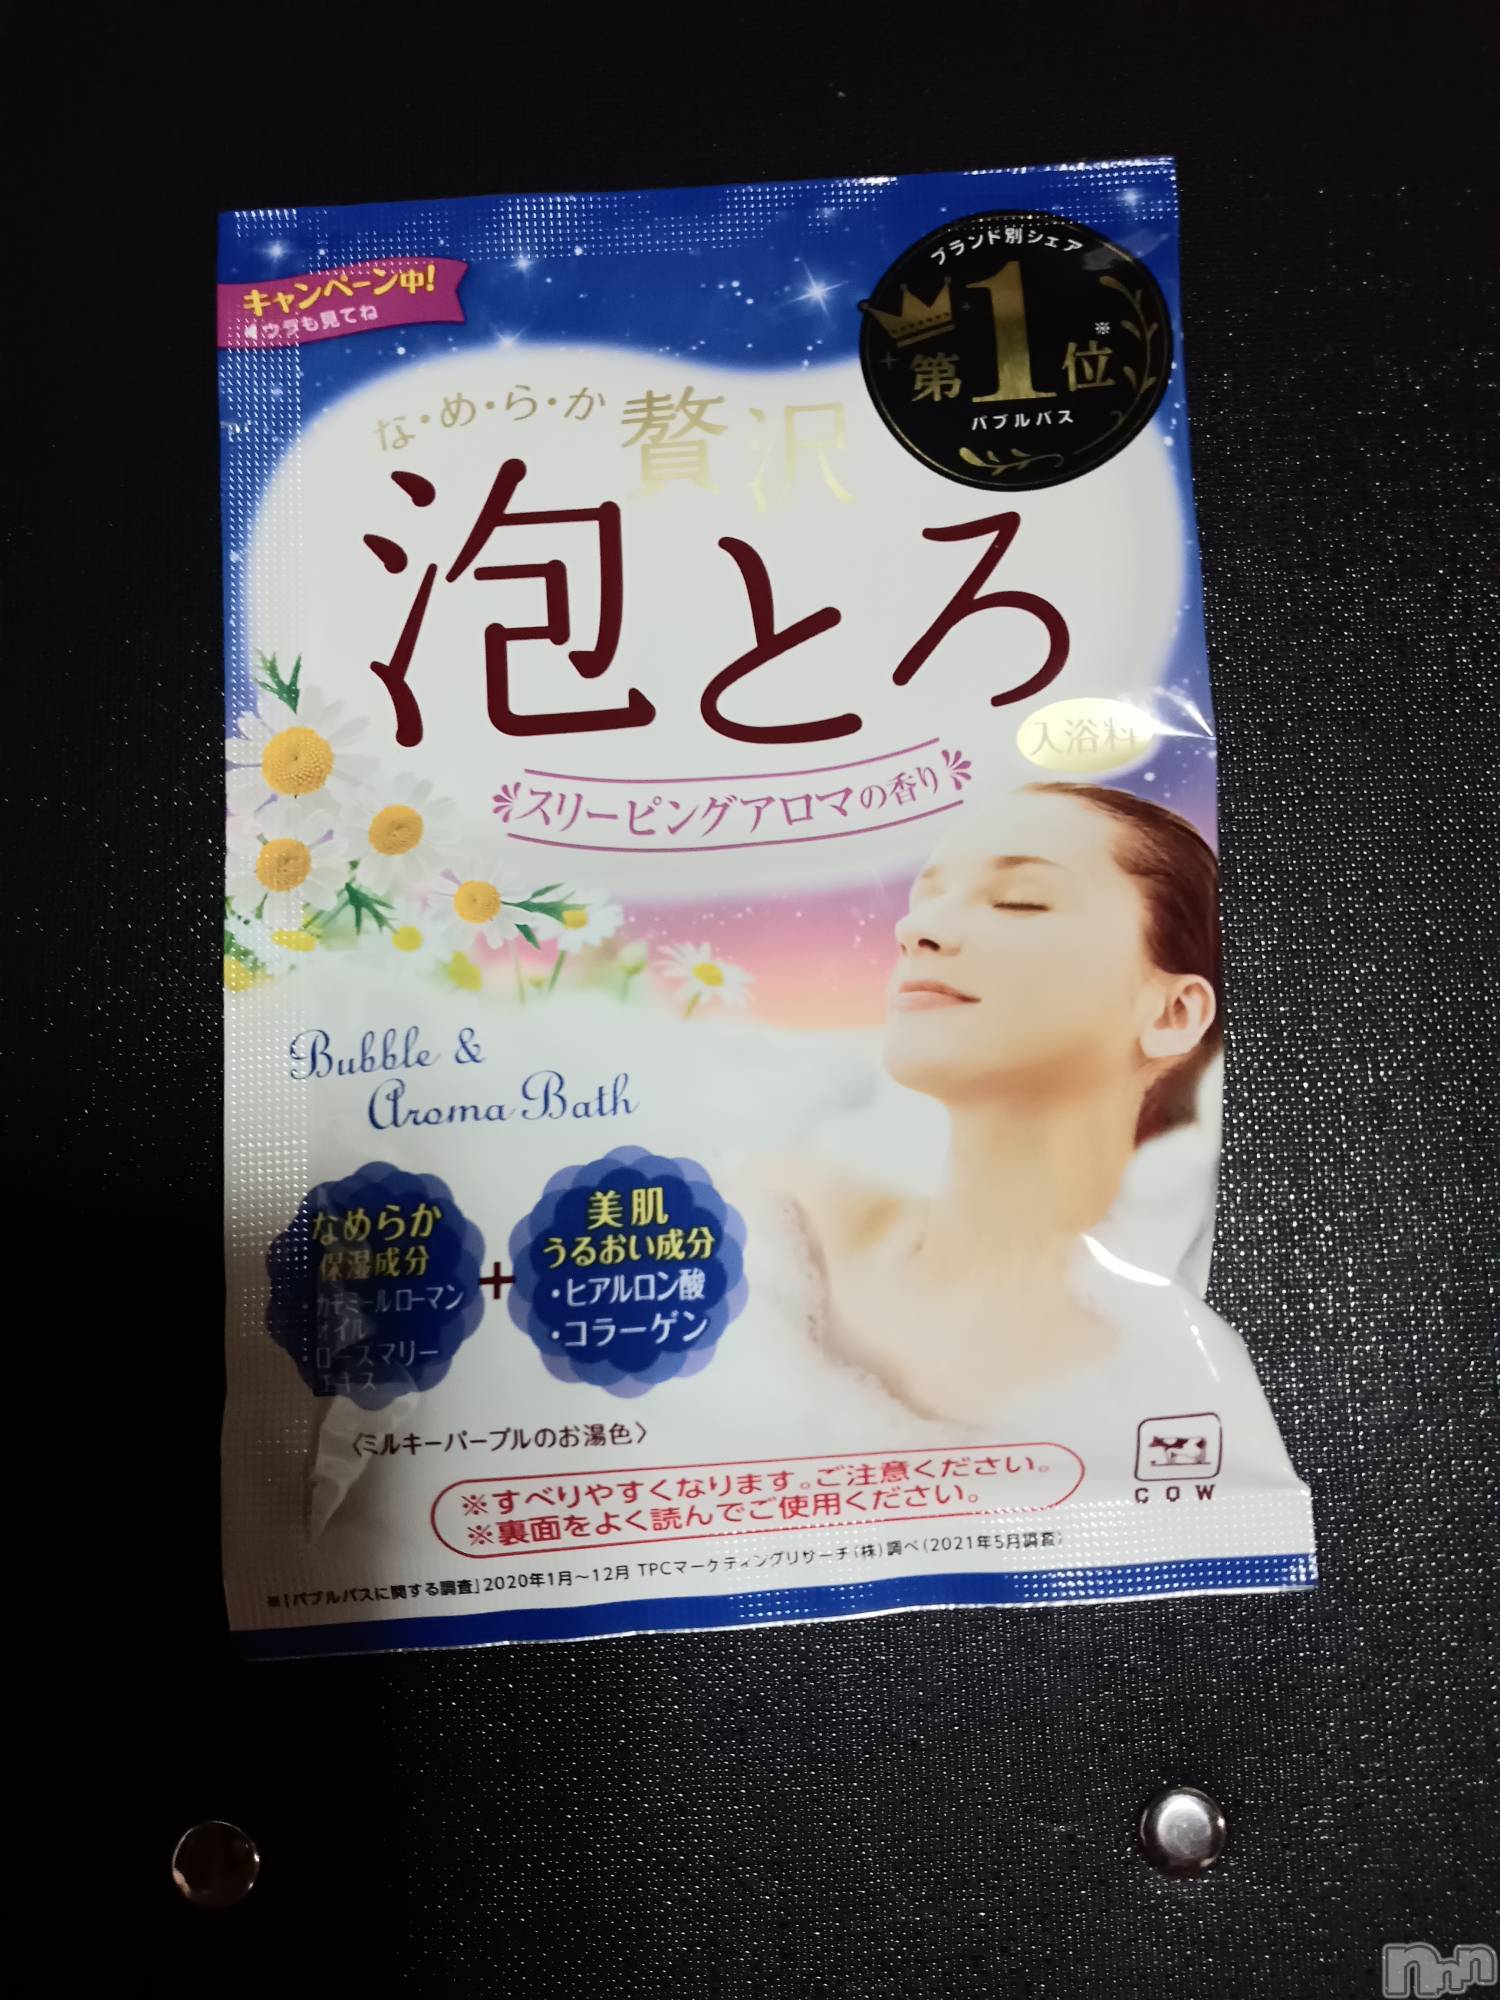 キャンペーン中!
ウラも見てね
ブランド別シェア
第1位※
バブルバス
な・め・ら・か 贅沢
泡とろ
入浴料
スリーピングアロマの香り
Bubble &
Aroma Bath
なめらか
保湿成分
・カモミールローマン
オイル
・ローズマリー
エキス
+
美肌
うるおい成分
・ヒアルロン酸
・コラーゲン
〈ミルキーパープルのお湯色〉
※すべりやすくなります。ご注意ください。
※裏面をよく読んでご使用ください。
COW
※「バブルバスに関する調査」2020年1月～12月 TPCマーケティングリサーチ(株)調べ(2021年5月調査)
nnn